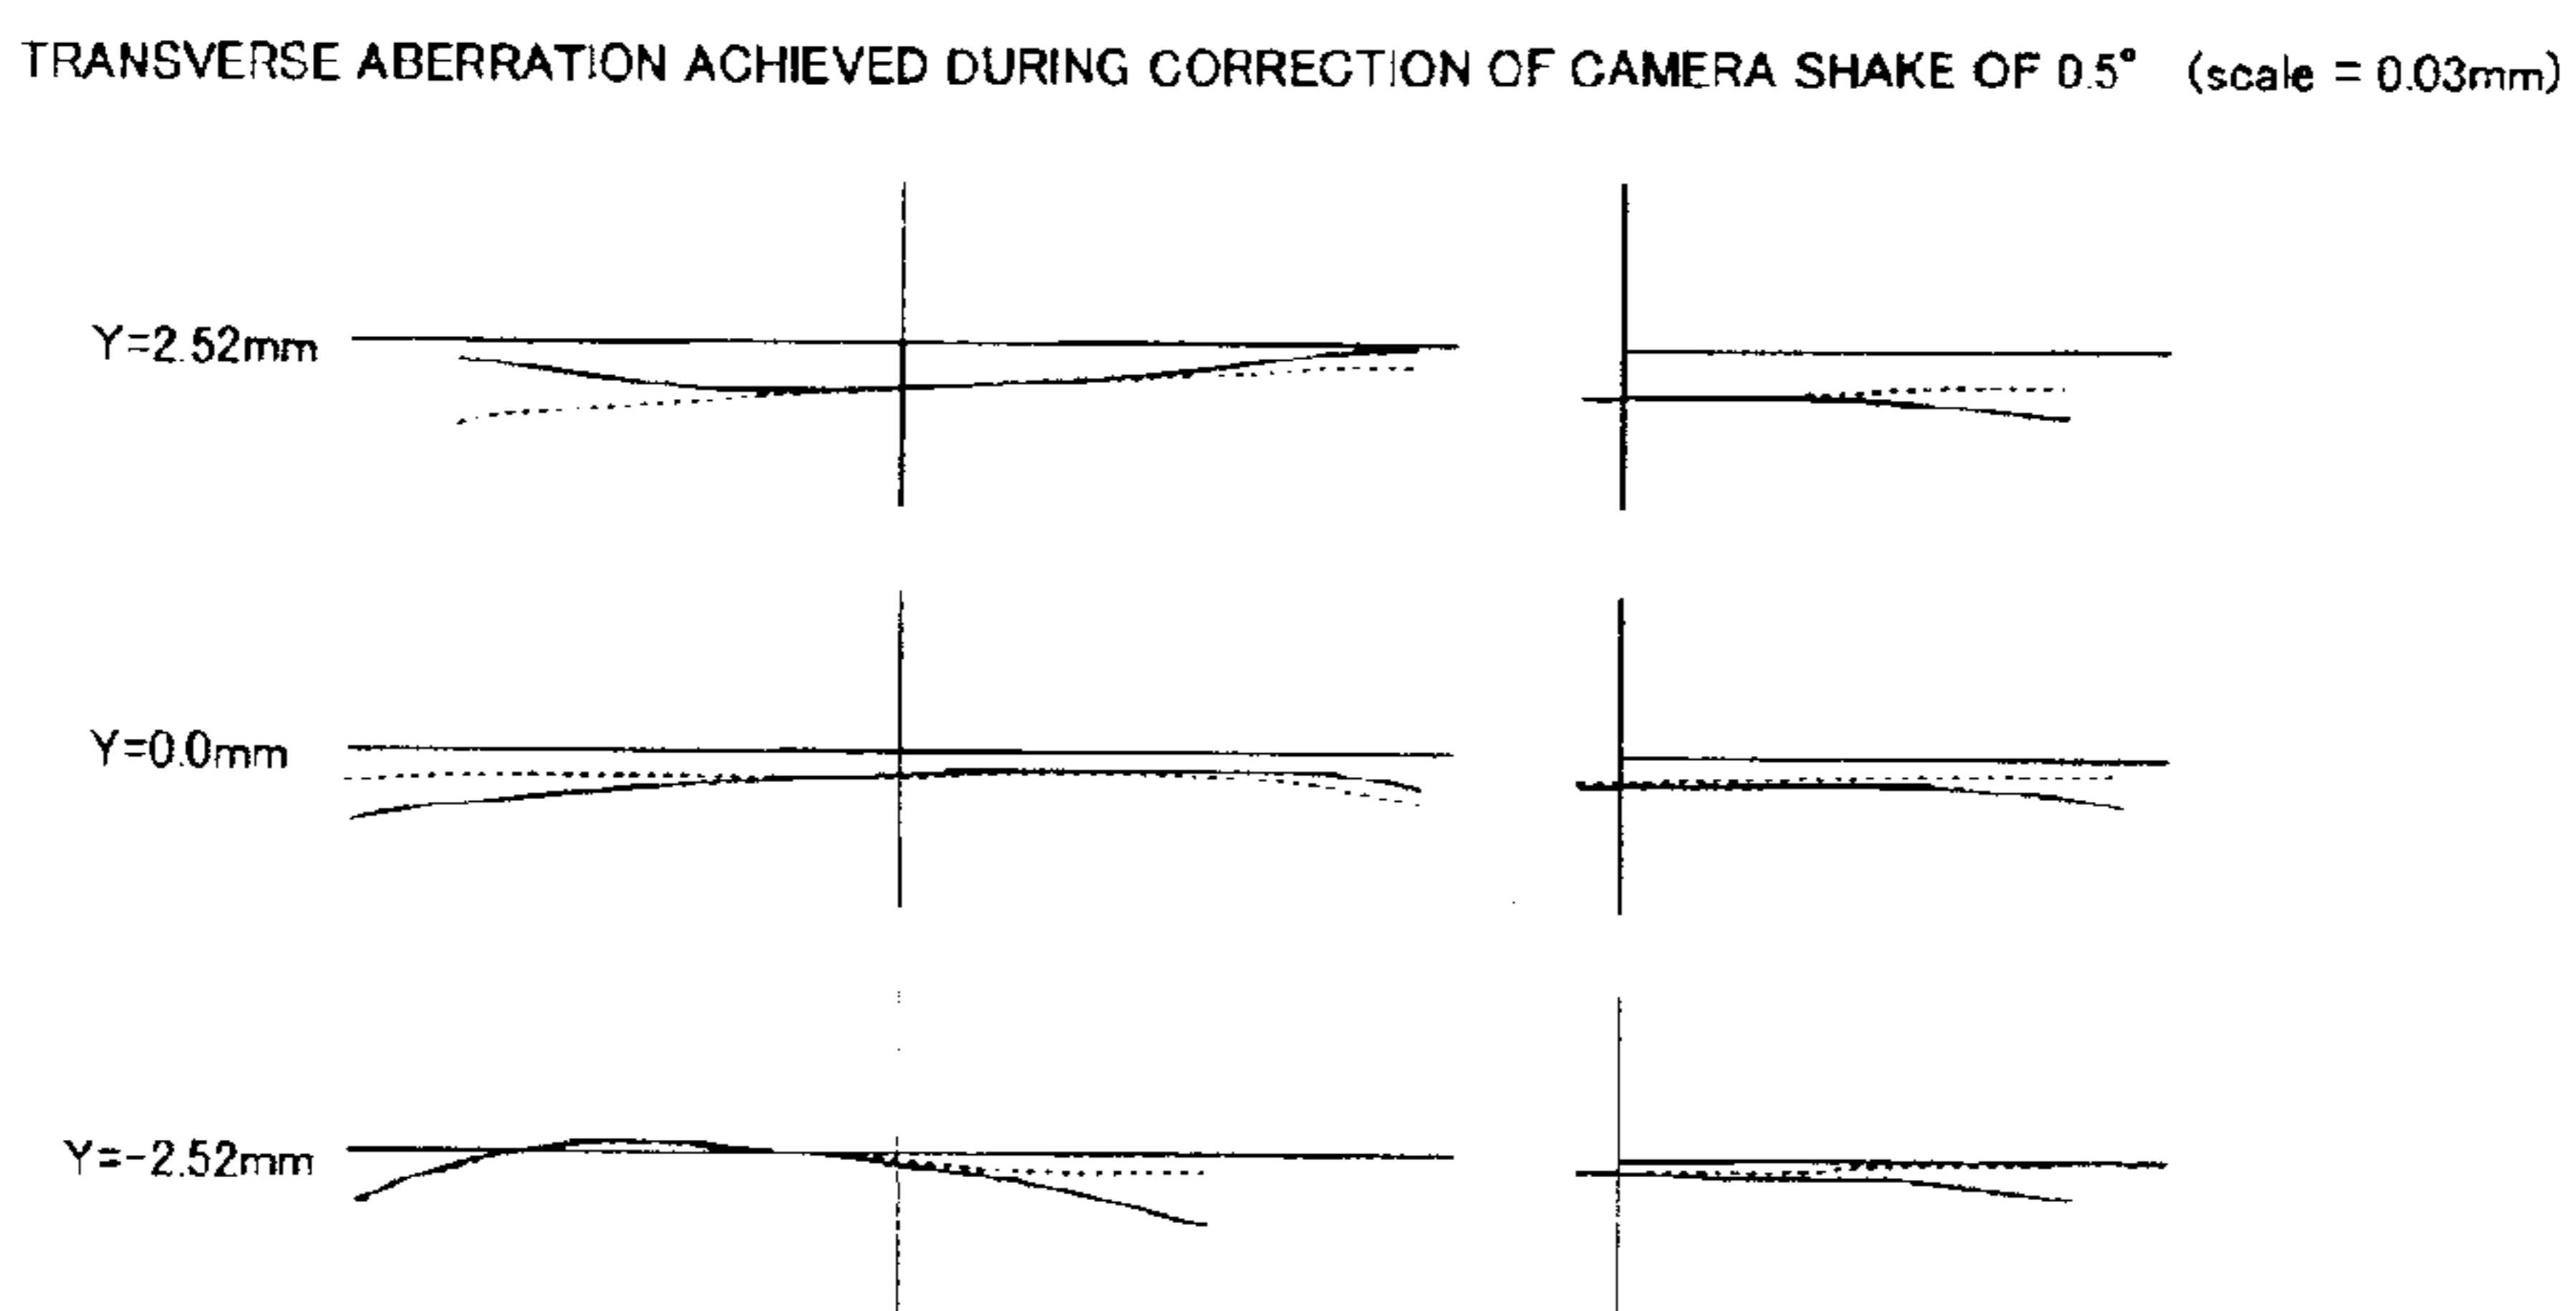 TRANSVERSE ABERRATION ACHIEVED DURING CORRECTION OF CAMERA SHAKE OF 0.5° (scale = 0.03mm)
Y=2.52mm
Y=0.0mm
Y=-2.52mm